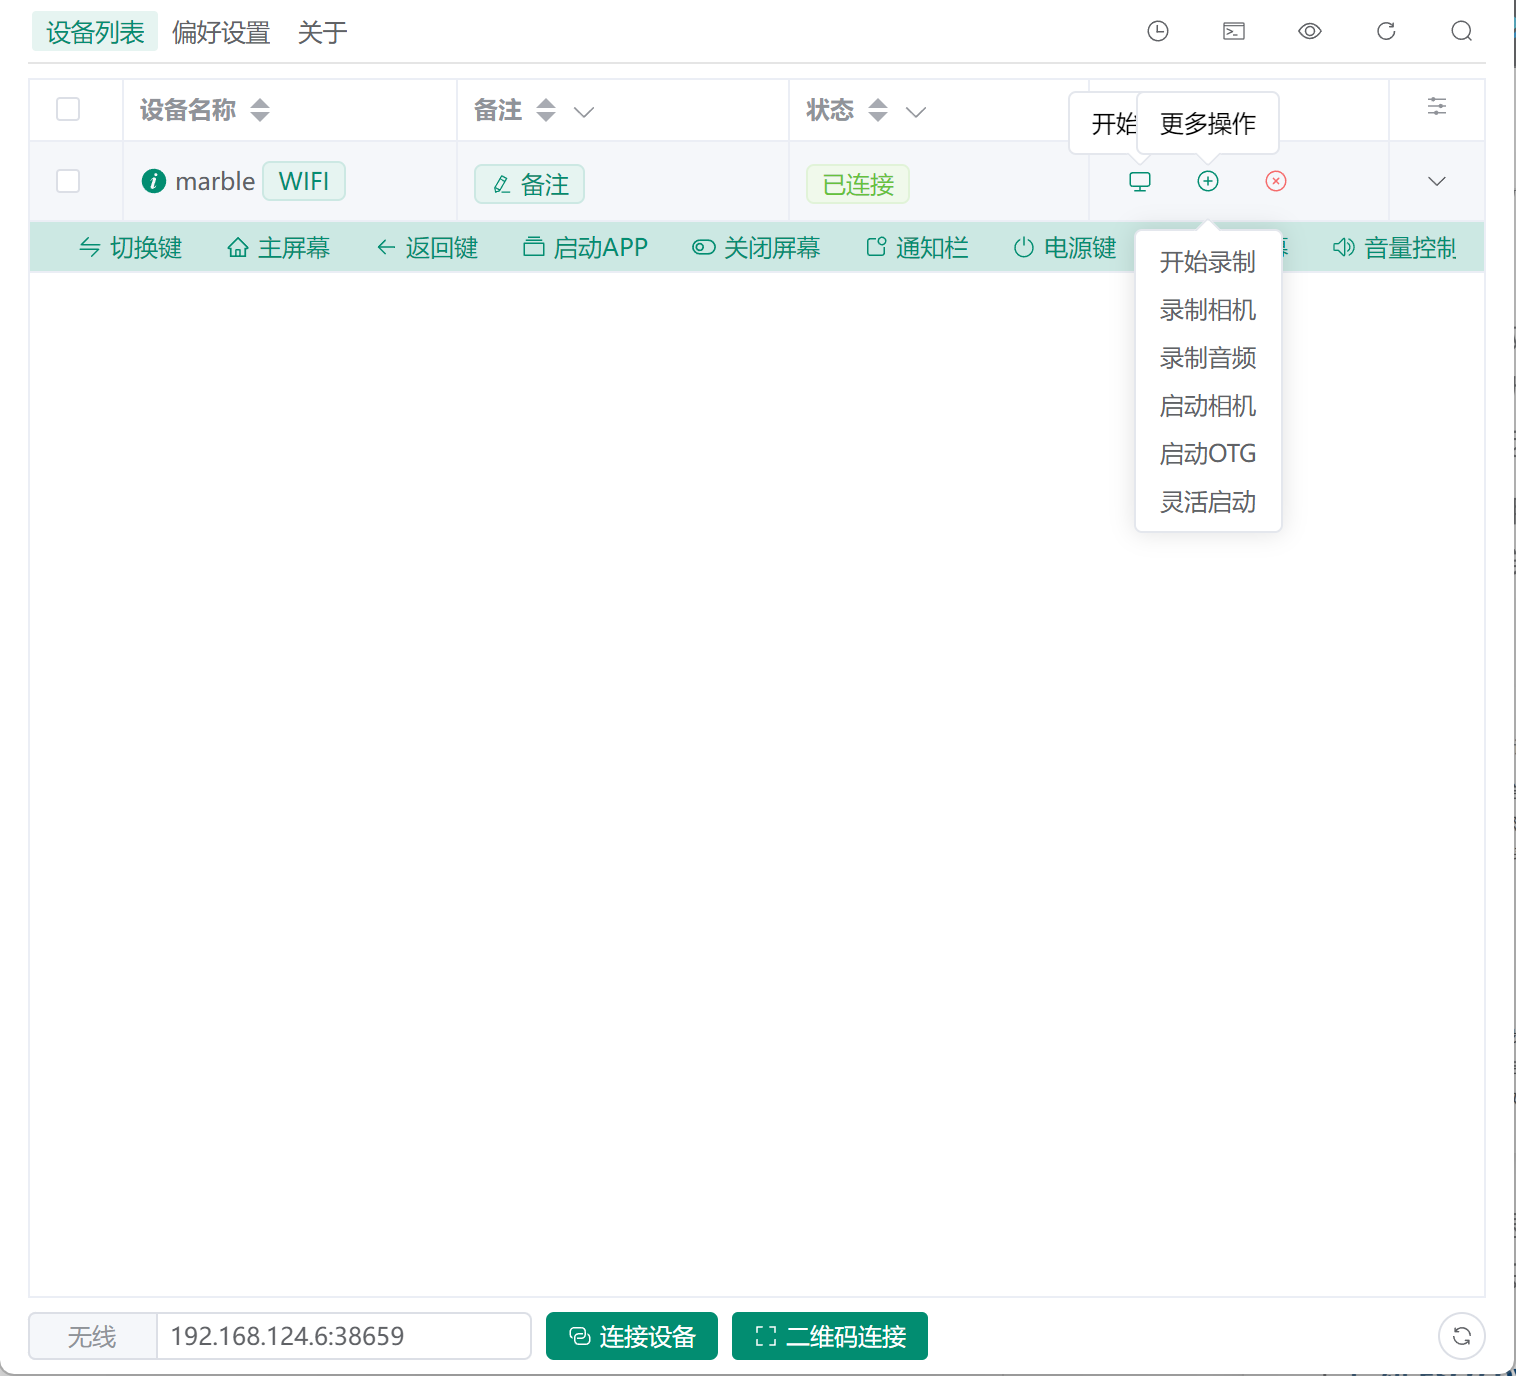 设备列表 偏好设置 关于
设备名称 备注 状态 开始 更多操作
marble WIFI 备注 已连接
切换键 主屏幕 返回键 启动APP 关闭屏幕 通知栏 电源键 音量控制
开始录制
录制相机
录制音频
启动相机
启动OTG
灵活启动
无线 192.168.124.6:38659 连接设备 二维码连接